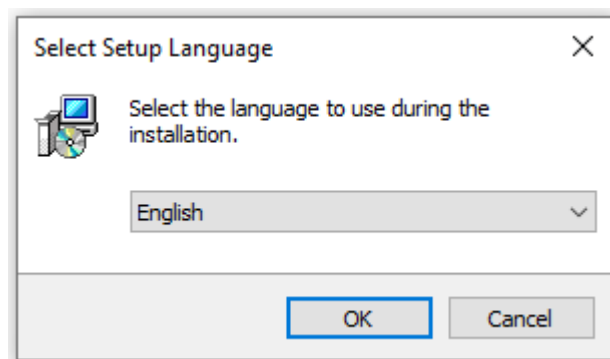 Select Setup Language
Select the language to use during the
installation.
English
OK
Cancel